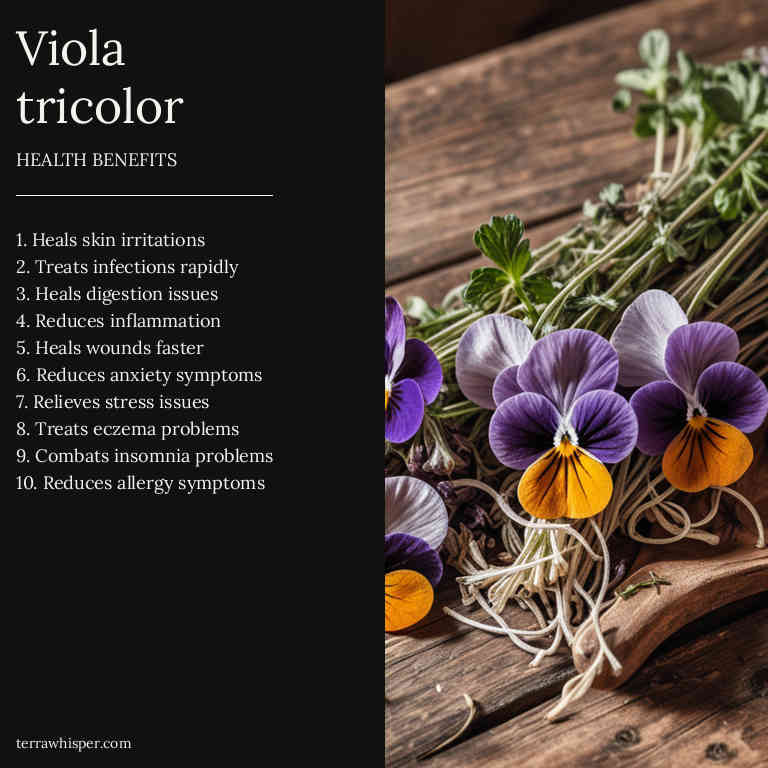 Viola
tricolor
HEALTH BENEFITS
1. Heals skin irritations
2. Treats infections rapidly
3. Heals digestion issues
4. Reduces inflammation
5. Heals wounds faster
6. Reduces anxiety symptoms
7. Relieves stress issues
8. Treats eczema problems
9. Combats insomnia problems
10. Reduces allergy symptoms
terrawhisper.com